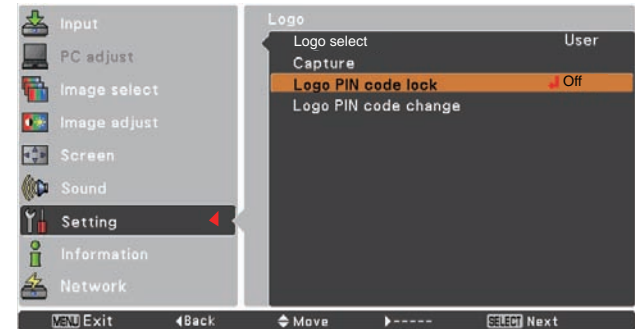 Input
PC adjust
Image select
Image adjust
Screen
Sound
Setting
Information
Network
Logo
Logo select User
Capture
Logo PIN code lock Off
Logo PIN code change
MENU Exit Back Move ----- SELECT Next